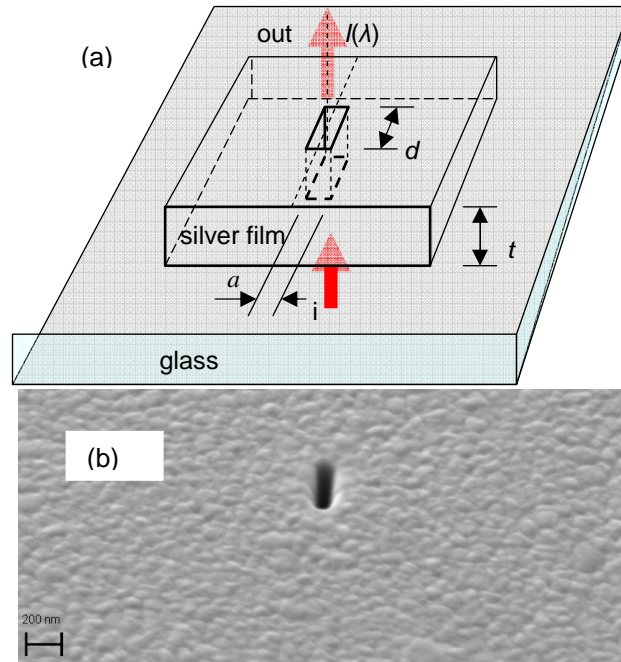 (a)
out
I(λ)
d
silver film
t
a
i
glass
(b)
200 nm